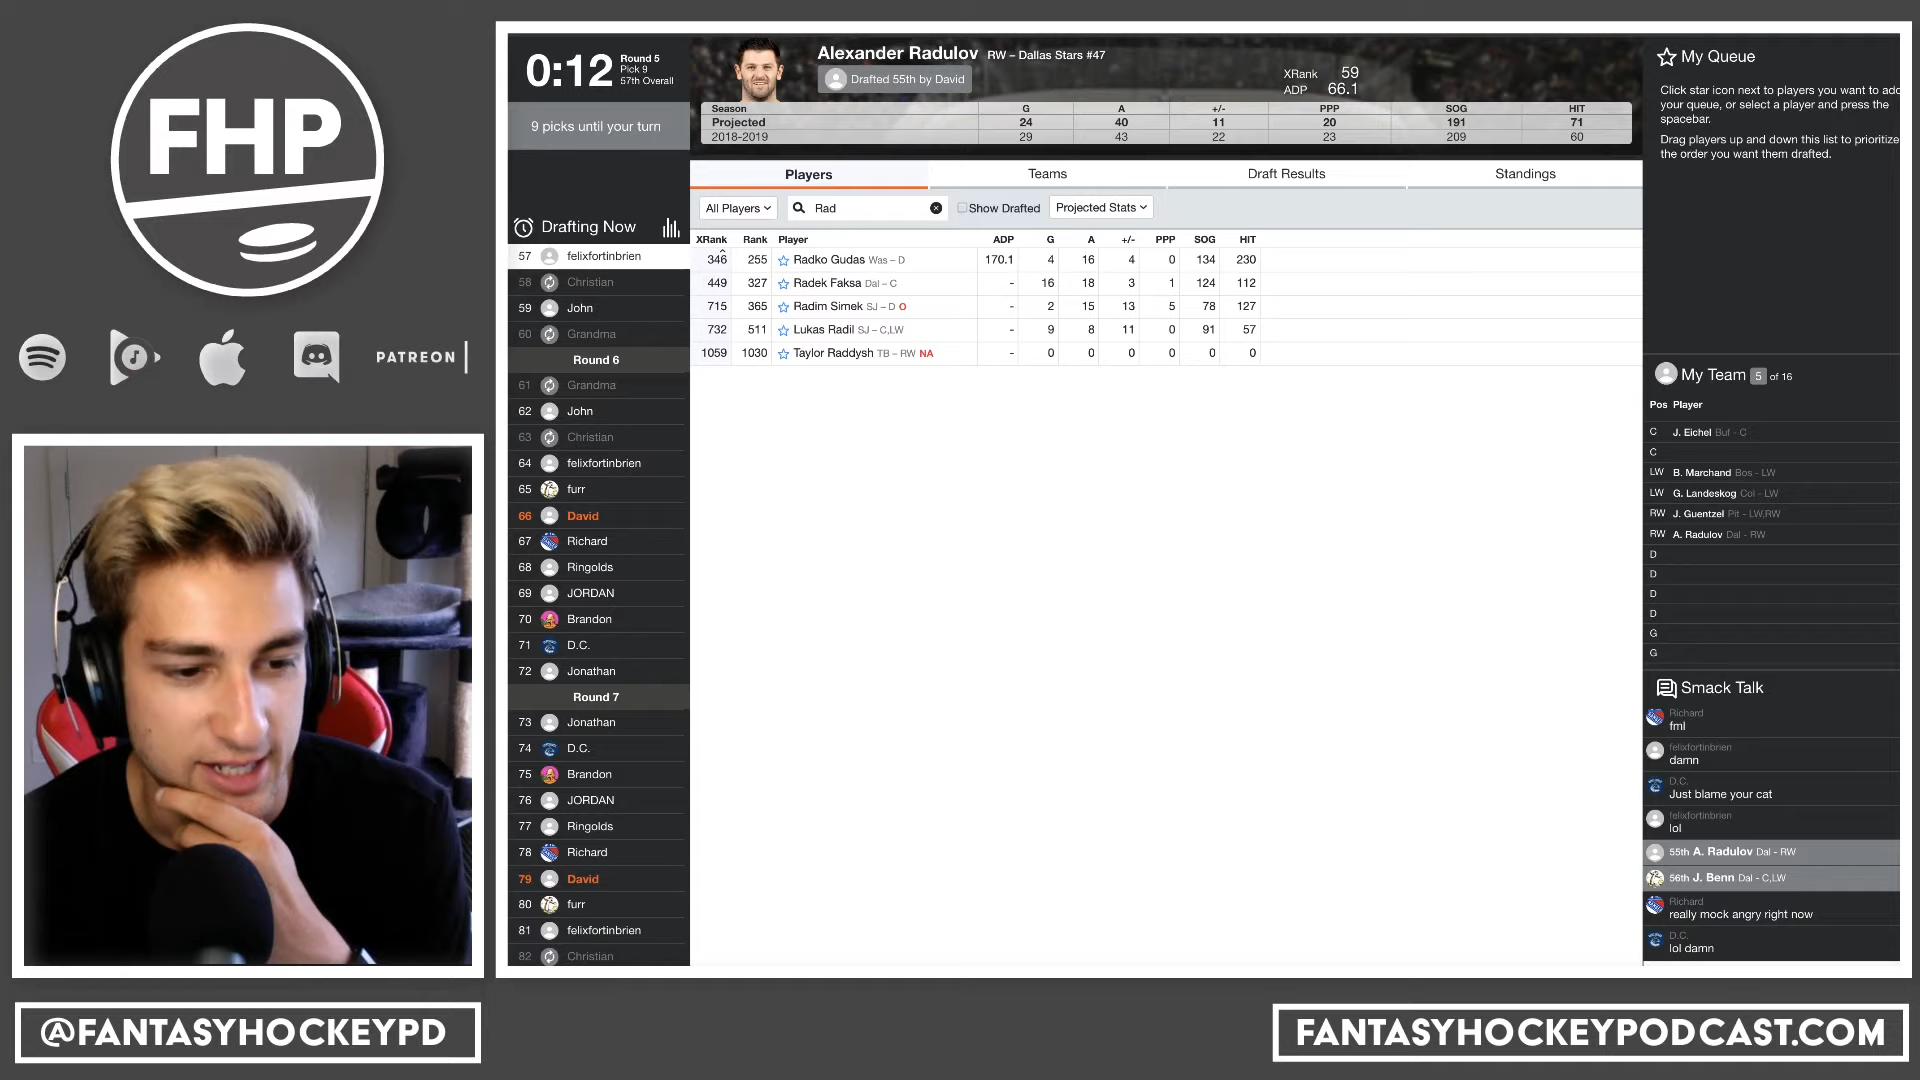 FHP
PATREON
@FANTASYHOCKEYPD
0:12
Round 5
Pick 9
57th Overall
9 picks until your turn
Drafting Now
57 felixfortinbrien
58 Christian
59 John
60 Grandma
Round 6
61 Grandma
62 John
63 Christian
64 felixfortinbrien
65 furr
66 David
67 Richard
68 Ringolds
69 JORDAN
70 Brandon
71 D.C.
72 Jonathan
Round 7
73 Jonathan
74 D.C.
75 Brandon
76 JORDAN
77 Ringolds
78 Richard
79 David
80 furr
81 felixfortinbrien
82 Christian
Alexander Radulov RW – Dallas Stars #47
Drafted 55th by David
XRank 59
ADP 66.1
Season G A +/- PPP SOG HIT
Projected 24 40 11 20 191 71
2018-2019 29 43 22 23 209 60
Players Teams Draft Results Standings
All Players Rad Show Drafted Projected Stats
XRank Rank Player ADP G A +/- PPP SOG HIT
346 255 Radko Gudas Was – D 170.1 4 16 4 0 134 230
449 327 Radek Faksa Dal – C - 16 18 3 1 124 112
715 365 Radim Simek SJ – D O - 2 15 13 5 78 127
732 511 Lukas Radil SJ – C,LW - 9 8 11 0 91 57
1059 1030 Taylor Raddysh TB – RW NA - 0 0 0 0 0 0
My Queue
Click star icon next to players you want to add
your queue, or select a player and press the
spacebar.
Drag players up and down this list to prioritize
the order you want them drafted.
My Team 5 of 16
Pos Player
C J. Eichel Buf - C
C
LW B. Marchand Bos - LW
LW G. Landeskog Col - LW
RW J. Guentzel Pit - LW,RW
RW A. Radulov Dal - RW
D
D
D
D
G
G
Smack Talk
Richard
fml
felixfortinbrien
damn
D.C.
Just blame your cat
felixfortinbrien
lol
55th A. Radulov Dal - RW
56th J. Benn Dal - C,LW
Richard
really mock angry right now
D.C.
lol damn
FANTASYHOCKEYPODCAST.COM